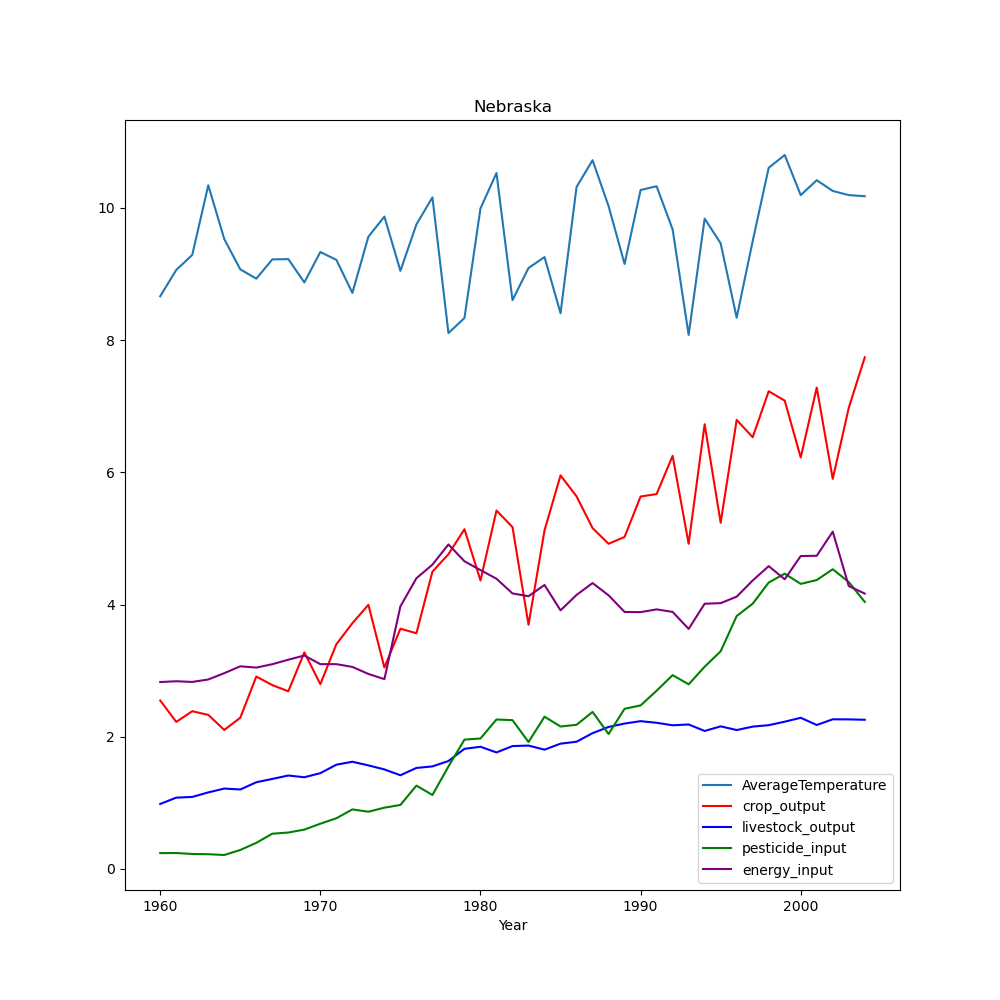 Nebraska
10
8
6
4
2
0
1960 1970 1980 1990 2000
Year
AverageTemperature
crop_output
livestock_output
pesticide_input
energy_input